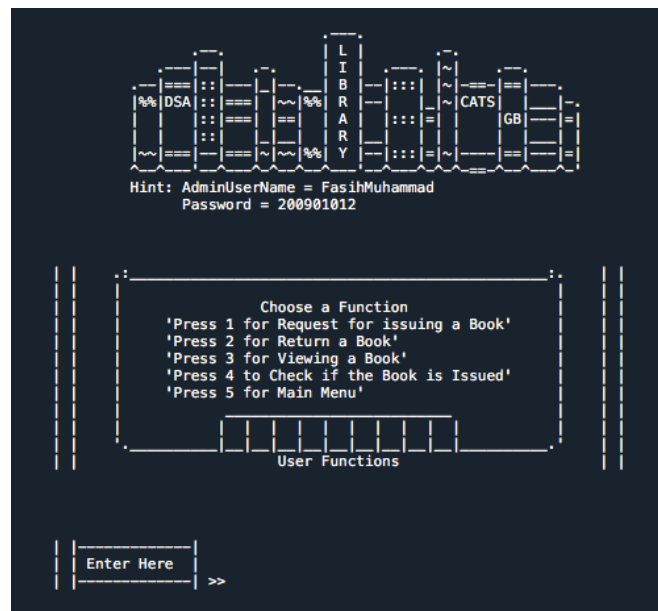 LIBRARY
DSA
CATS
GB
Hint: AdminUserName = FasihMuhammad
Password = 200901012
Choose a Function
'Press 1 for Request for issuing a Book'
'Press 2 for Return a Book'
'Press 3 for Viewing a Book'
'Press 4 to Check if the Book is Issued'
'Press 5 for Main Menu'
User Functions
Enter Here
>>